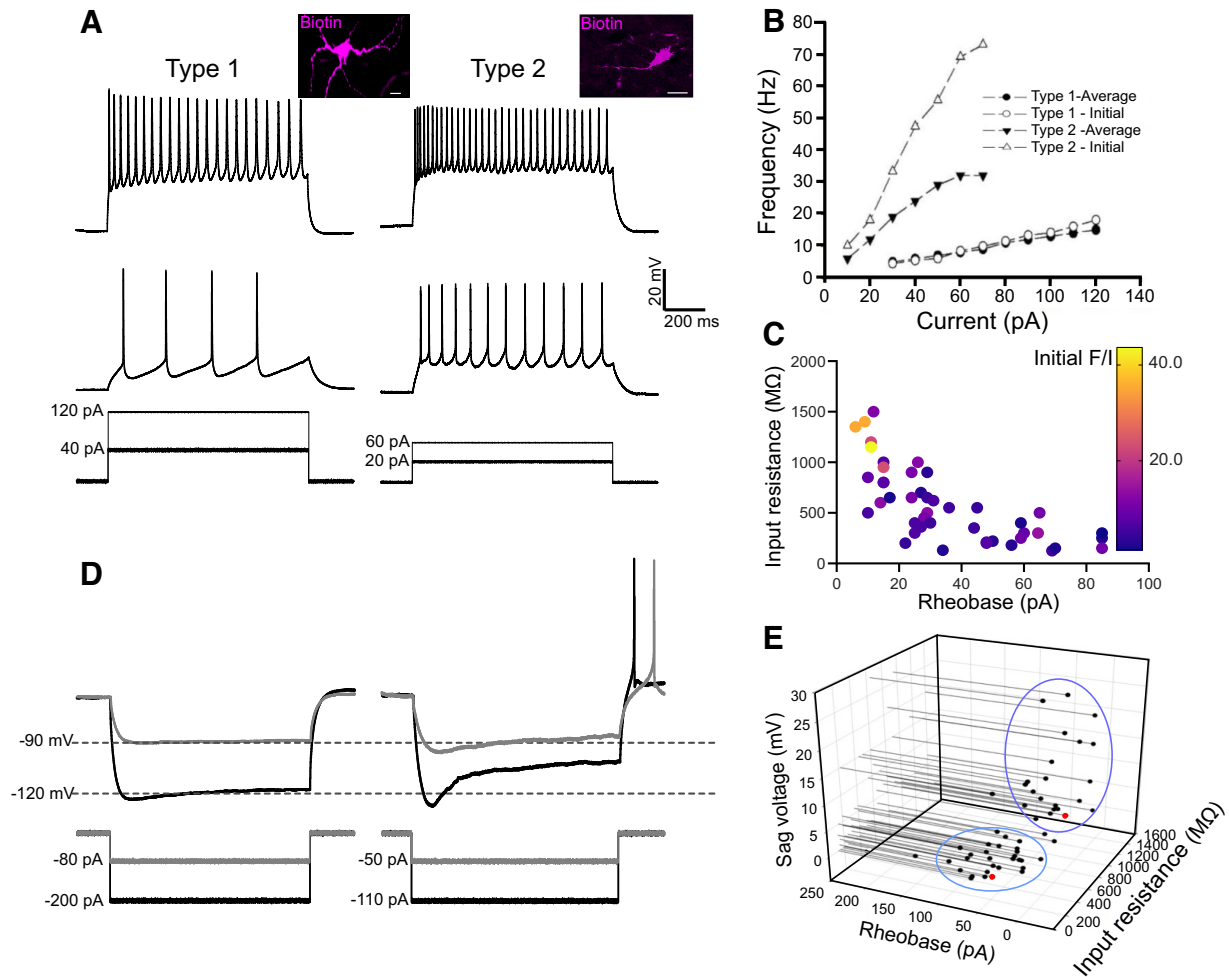 A
Biotin
Biotin
Type 1
Type 2
20 mV
200 ms
120 pA
40 pA
60 pA
20 pA
B
Frequency (Hz)
80
70
60
50
40
30
20
10
0
0 20 40 60 80 100 120 140
Current (pA)
Type 1-Average
Type 1 - Initial
Type 2 -Average
Type 2 - Initial
C
Initial F/I
40.0
20.0
Input resistance (MΩ)
2000
1500
1000
500
0
0 20 40 60 80 100
Rheobase (pA)
D
-90 mV
-120 mV
-80 pA
-200 pA
-50 pA
-110 pA
E
Sag voltage (mV)
30
25
20
15
10
5
0
250 200 150 100 50 0
Rheobase (pA)
0 200 400 600 800 1000 1200 1400 1600
Input resistance (MΩ)